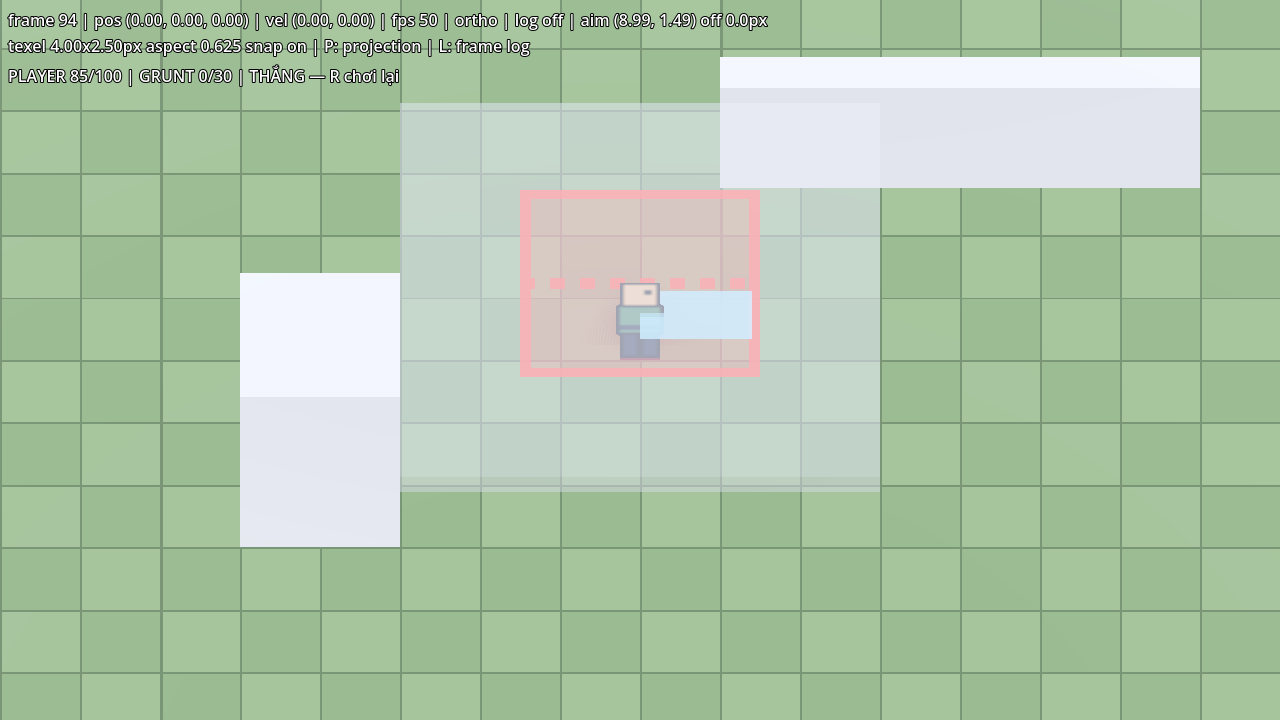 frame 94 | pos (0.00, 0.00, 0.00) | vel (0.00, 0.00) | fps 50 | ortho | log off | aim (8.99, 1.49) off 0.0px
texel 4.00x2.50px aspect 0.625 snap on | P: projection | L: frame log
PLAYER 85/100 | GRUNT 0/30 | THẮNG — R chơi lại